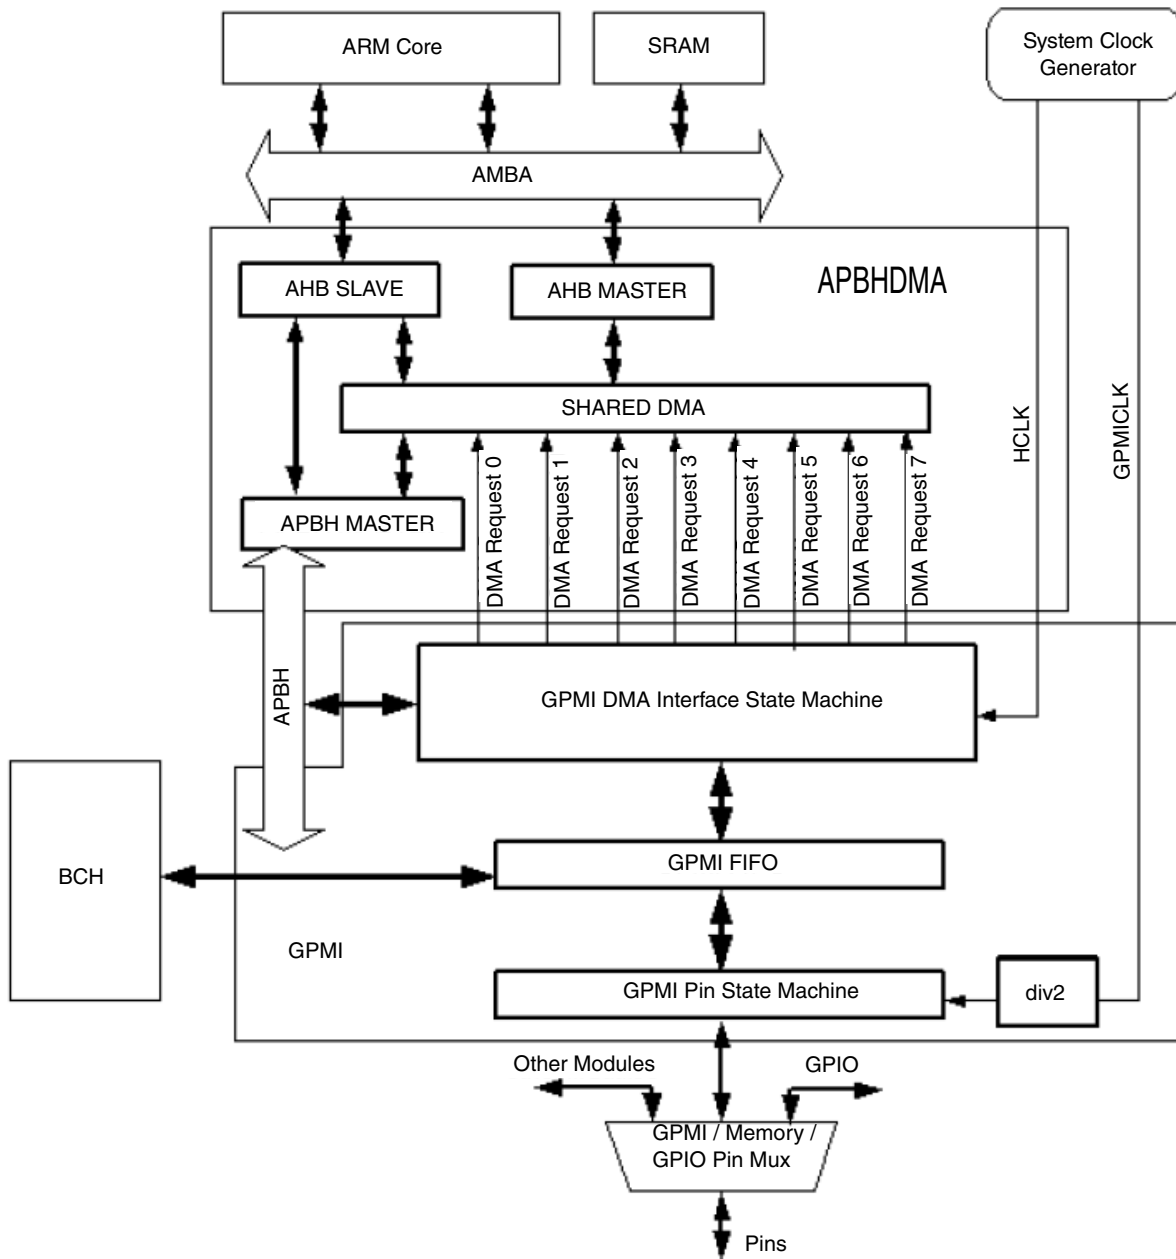 ARM Core
SRAM
System Clock
Generator
AMBA
AHB SLAVE
AHB MASTER
APBHDMA
SHARED DMA
HCLK
GPMICLK
DMA Request 0
DMA Request 1
DMA Request 2
DMA Request 3
DMA Request 4
DMA Request 5
DMA Request 6
DMA Request 7
APBH MASTER
APBH
GPMI DMA Interface State Machine
BCH
GPMI FIFO
GPMI
GPMI Pin State Machine
div2
Other Modules
GPIO
GPMI / Memory /
GPIO Pin Mux
Pins